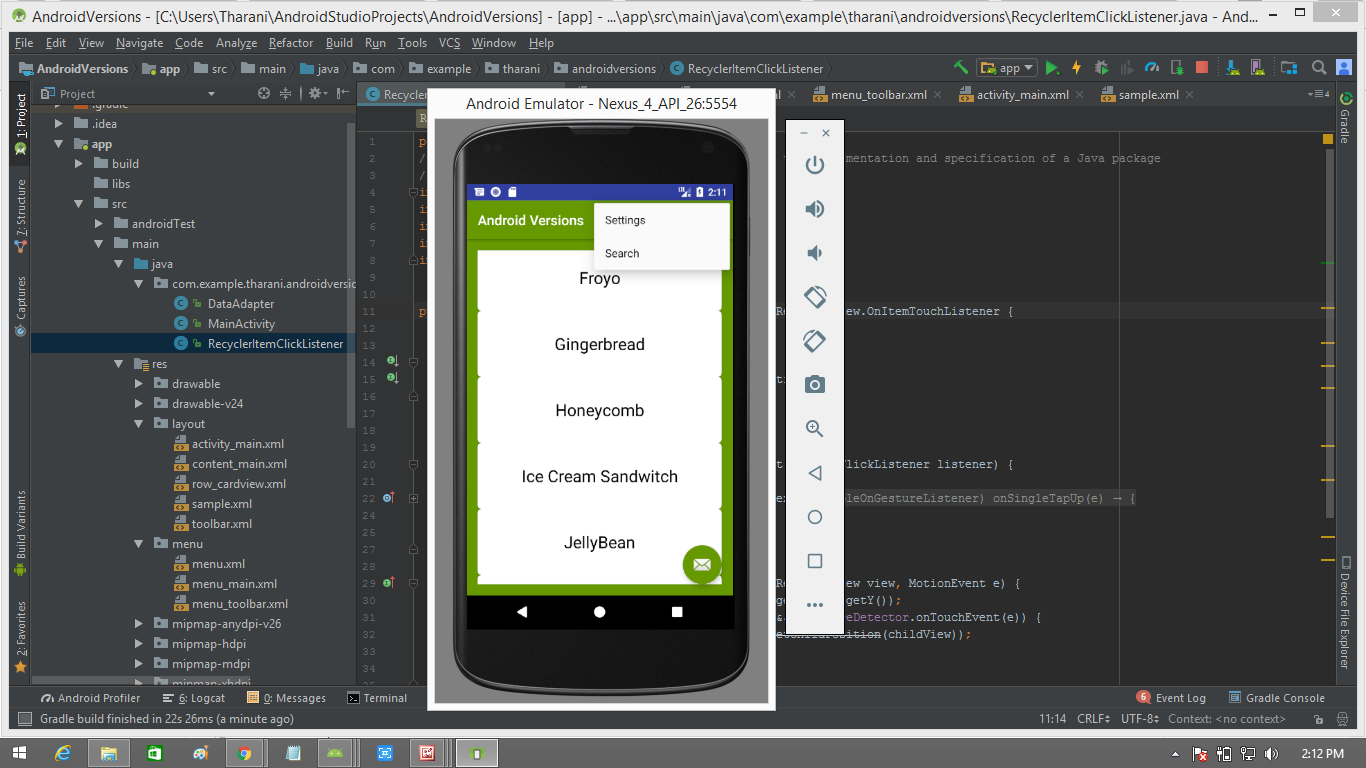 AndroidVersions - [C:\Users\Tharani\AndroidStudioProjects\AndroidVersions] - [app] - ...\app\src\main\java\com\example\tharani\androidversions\RecyclerItemClickListener.java - And...
File Edit View Navigate Code Analyze Refactor Build Run Tools VCS Window Help
AndroidVersions app src main java com example tharani androidversions RecyclerItemClickListener app
Project
Recycler
menu_toolbar.xml activity_main.xml sample.xml
4
1: Project
7: Structure
Captures
Build Variants
2: Favorites
.gradle
.idea
app
build
libs
src
androidTest
main
java
com.example.tharani.androidversio
DataAdapter
MainActivity
RecyclerItemClickListener
res
drawable
drawable-v24
layout
activity_main.xml
content_main.xml
row_cardview.xml
sample.xml
toolbar.xml
menu
menu.xml
menu_main.xml
menu_toolbar.xml
mipmap-anydpi-v26
mipmap-hdpi
mipmap-mdpi
mipmap-xhdpi
1
2 mentation and specification of a Java package
3
4
5
6
7
8
9
10
11 ew.OnItemTouchListener {
12
13
14
15
16
17
18
19
20 ClickListener listener) {
21
22 leOnGestureListener) onSingleTapUp(e) → {
24
25
26
27
28
29 ew view, MotionEvent e) {
30 getY());
31 eDetector.onTouchEvent(e)) {
32 (childView));
33
34
Android Emulator - Nexus_4_API_26:5554
2:11
Android Versions
Settings
Search
Froyo
Gingerbread
Honeycomb
Ice Cream Sandwitch
JellyBean
Gradle
Device File Explorer
Android Profiler 6: Logcat 0: Messages Terminal 6 Event Log Gradle Console
Gradle build finished in 22s 26ms (a minute ago) 11:14 CRLF UTF-8 Context: <no context>
2:12 PM